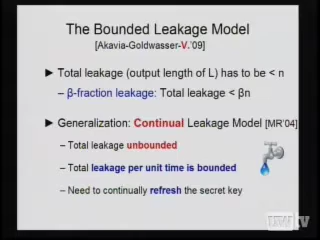 The Bounded Leakage Model
[Akavia-Goldwasser-V.'09]
► Total leakage (output length of L) has to be < n
– β-fraction leakage: Total leakage < βn
► Generalization: Continual Leakage Model [MR'04]
– Total leakage unbounded
– Total leakage per unit time is bounded
– Need to continually refresh the secret key
UWtv